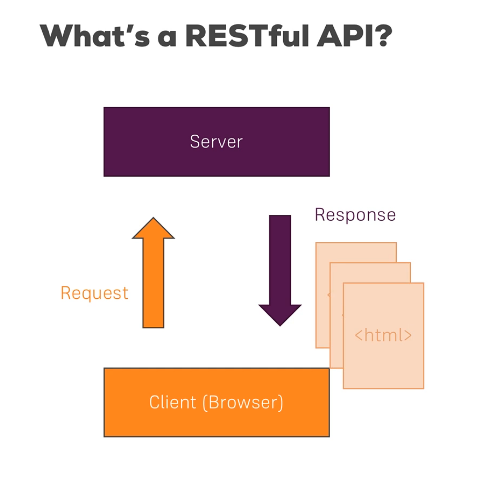 What's a RESTful API?
Server
Response
Request
<html>
Client (Browser)